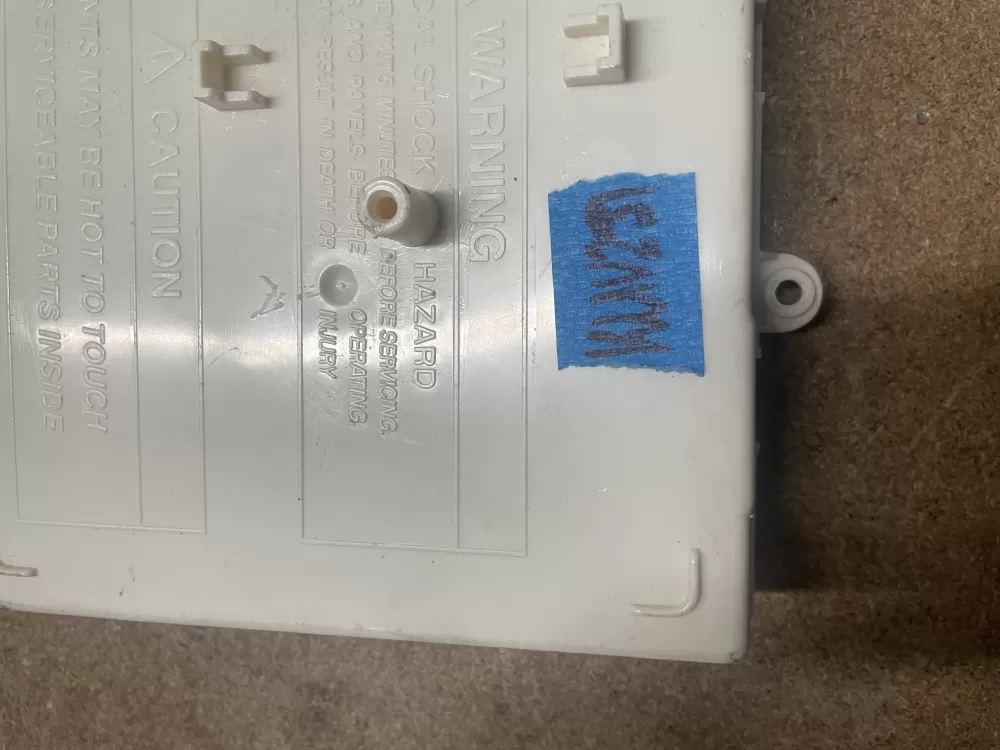 WARNING
CAL SHOCK HAZARD
WAIT 5 MINUTES BEFORE SERVICING.
AND PANELS BEFORE OPERATING.
RESULT IN DEATH OR INJURY
CAUTION
NTS MAY BE HOT TO TOUCH
SERVICEABLE PARTS INSIDE